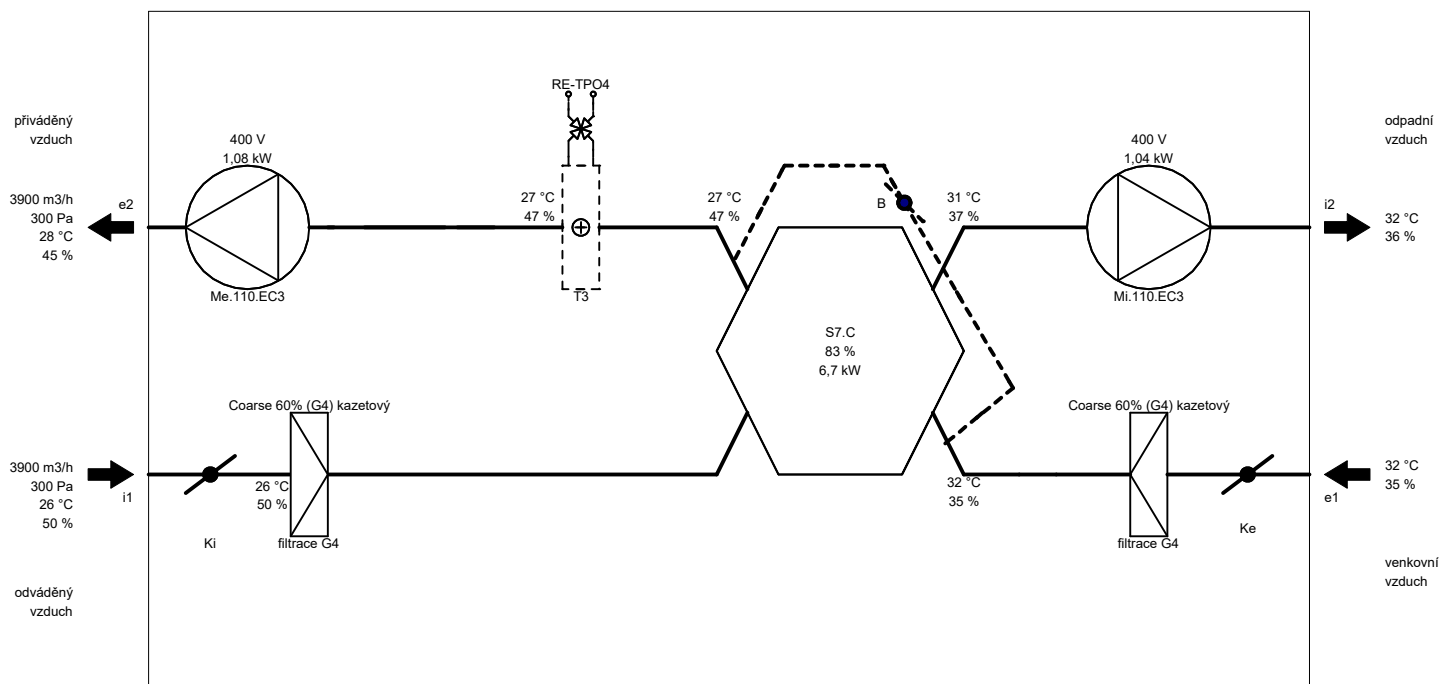 RE-TPO4
přiváděný
vzduch
400 V
1,08 kW
400 V
1,04 kW
odpadní
vzduch
3900 m3/h
300 Pa
28 °C
45 %
e2
27 °C
47 %
27 °C
47 %
B
31 °C
37 %
i2
32 °C
36 %
Me.110.EC3
T3
Mi.110.EC3
S7.C
83 %
6,7 kW
Coarse 60% (G4) kazetový
Coarse 60% (G4) kazetový
3900 m3/h
300 Pa
26 °C
50 %
i1
26 °C
50 %
32 °C
35 %
32 °C
35 %
e1
Ki
filtrace G4
filtrace G4
Ke
odváděný
vzduch
venkovní
vzduch